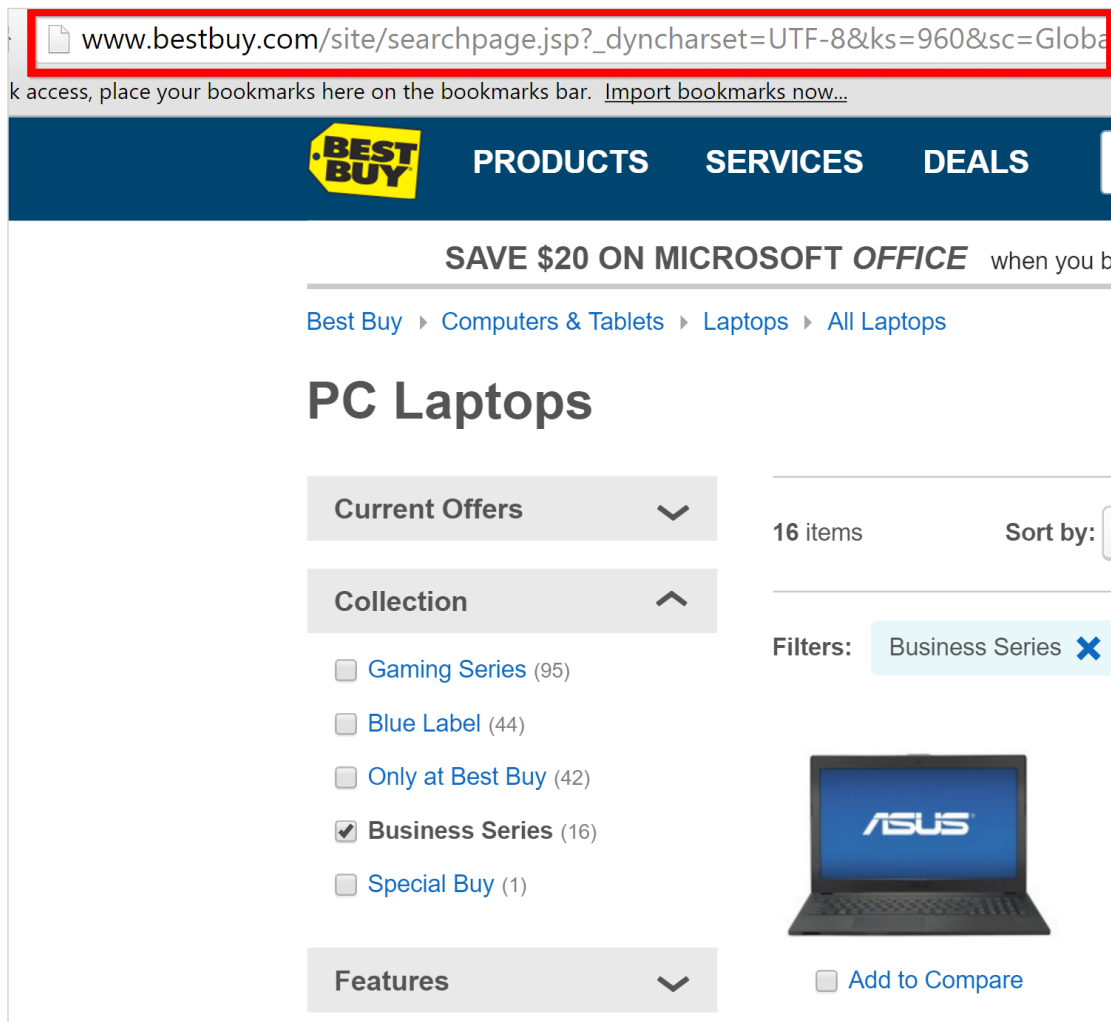 www.bestbuy.com/site/searchpage.jsp?_dyncharset=UTF-8&ks=960&sc=Globa
k access, place your bookmarks here on the bookmarks bar. Import bookmarks now...
BEST BUY PRODUCTS SERVICES DEALS
SAVE $20 ON MICROSOFT OFFICE when you b
Best Buy Computers & Tablets Laptops All Laptops
PC Laptops
Current Offers
16 items Sort by:
Collection
Filters: Business Series
Gaming Series (95)
Blue Label (44)
Only at Best Buy (42)
Business Series (16)
Special Buy (1)
ASUS
Features
Add to Compare